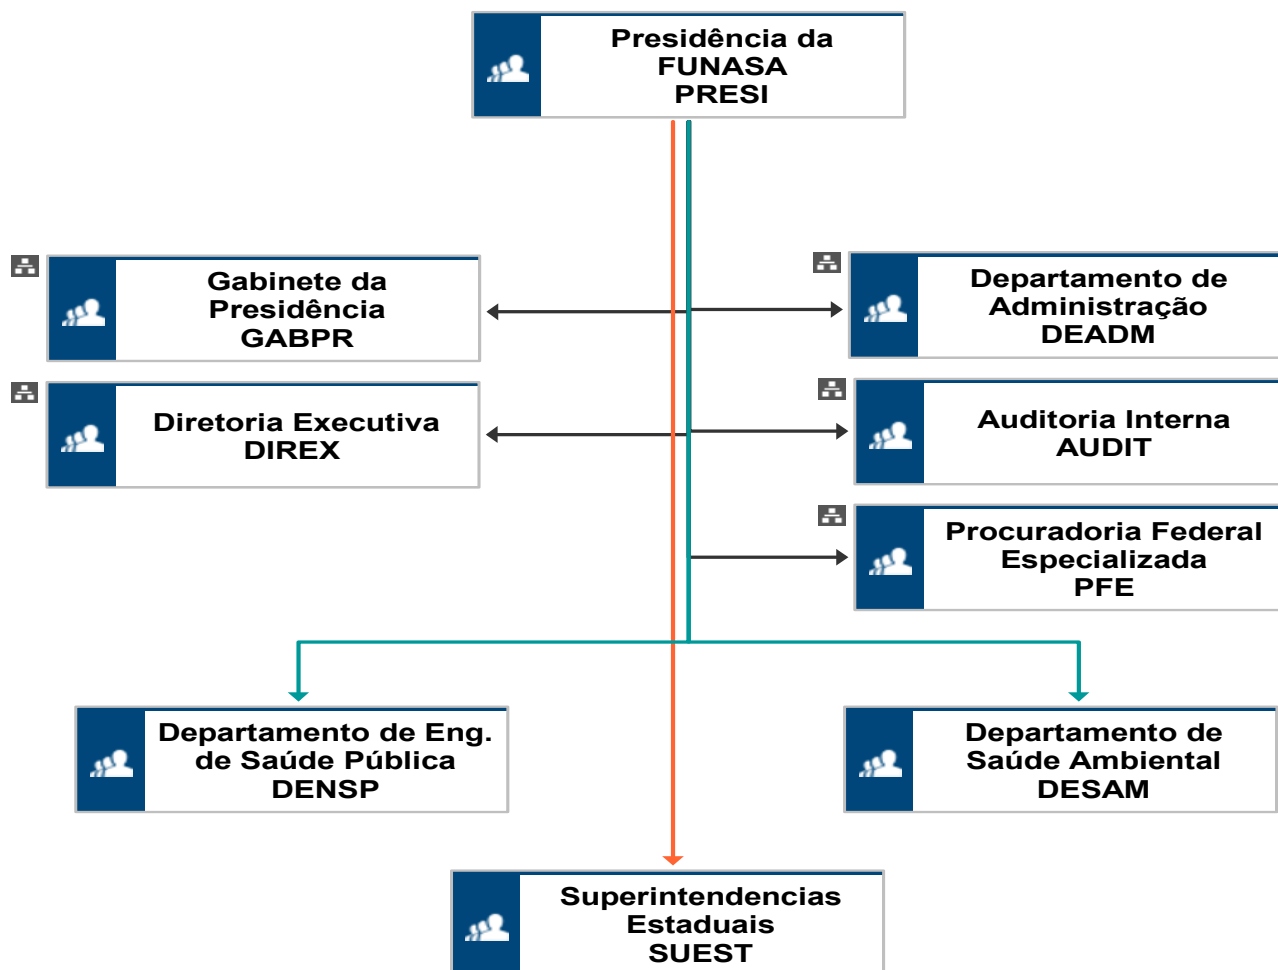 Presidência da
FUNASA
PRESI
Gabinete da
Presidência
GABPR
Departamento de
Administração
DEADM
Diretoria Executiva
DIREX
Auditoria Interna
AUDIT
Procuradoria Federal
Especializada
PFE
Departamento de Eng.
de Saúde Pública
DENSP
Departamento de
Saúde Ambiental
DESAM
Superintendencias
Estaduais
SUEST